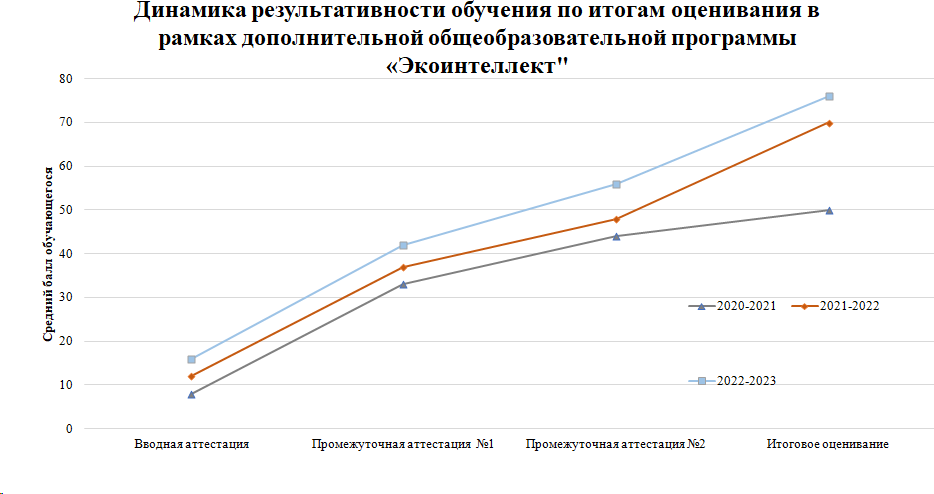 Динамика результативности обучения по итогам оценивания в
рамках дополнительной общеобразовательной программы
«Экоинтеллект"
80
70
60
50
40
30
20
10
0
Средний балл обучающегося
2020-2021
2021-2022
2022-2023
Вводная аттестация
Промежуточная аттестация №1
Промежуточная аттестация №2
Итоговое оценивание